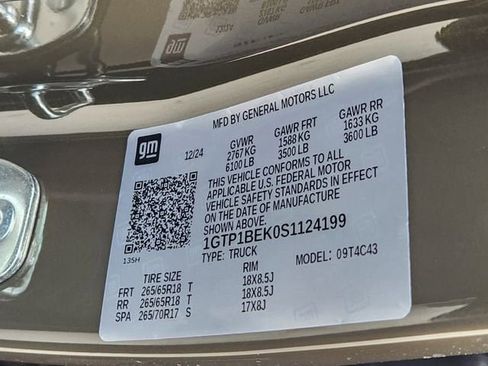 gm
MFD BY GENERAL MOTORS LLC
12/24
GVWR GAWR FRT GAWR RR
2767 KG 1588 KG 1633 KG
6100 LB 3500 LB 3600 LB
THIS VEHICLE CONFORMS TO ALL
APPLICABLE U.S. FEDERAL MOTOR
VEHICLE SAFETY STANDARDS IN EFFECT
ON THE DATE OF MANUFACTURE
SHOWN ABOVE.
1GTP1BEK0S1124199
TYPE: TRUCK MODEL: 09T4C43
135H
TIRE SIZE RIM
FRT 265/65R18 T 18X8.5J
RR 265/65R18 T 18X8.5J
SPA 265/70R17 S 17X8J